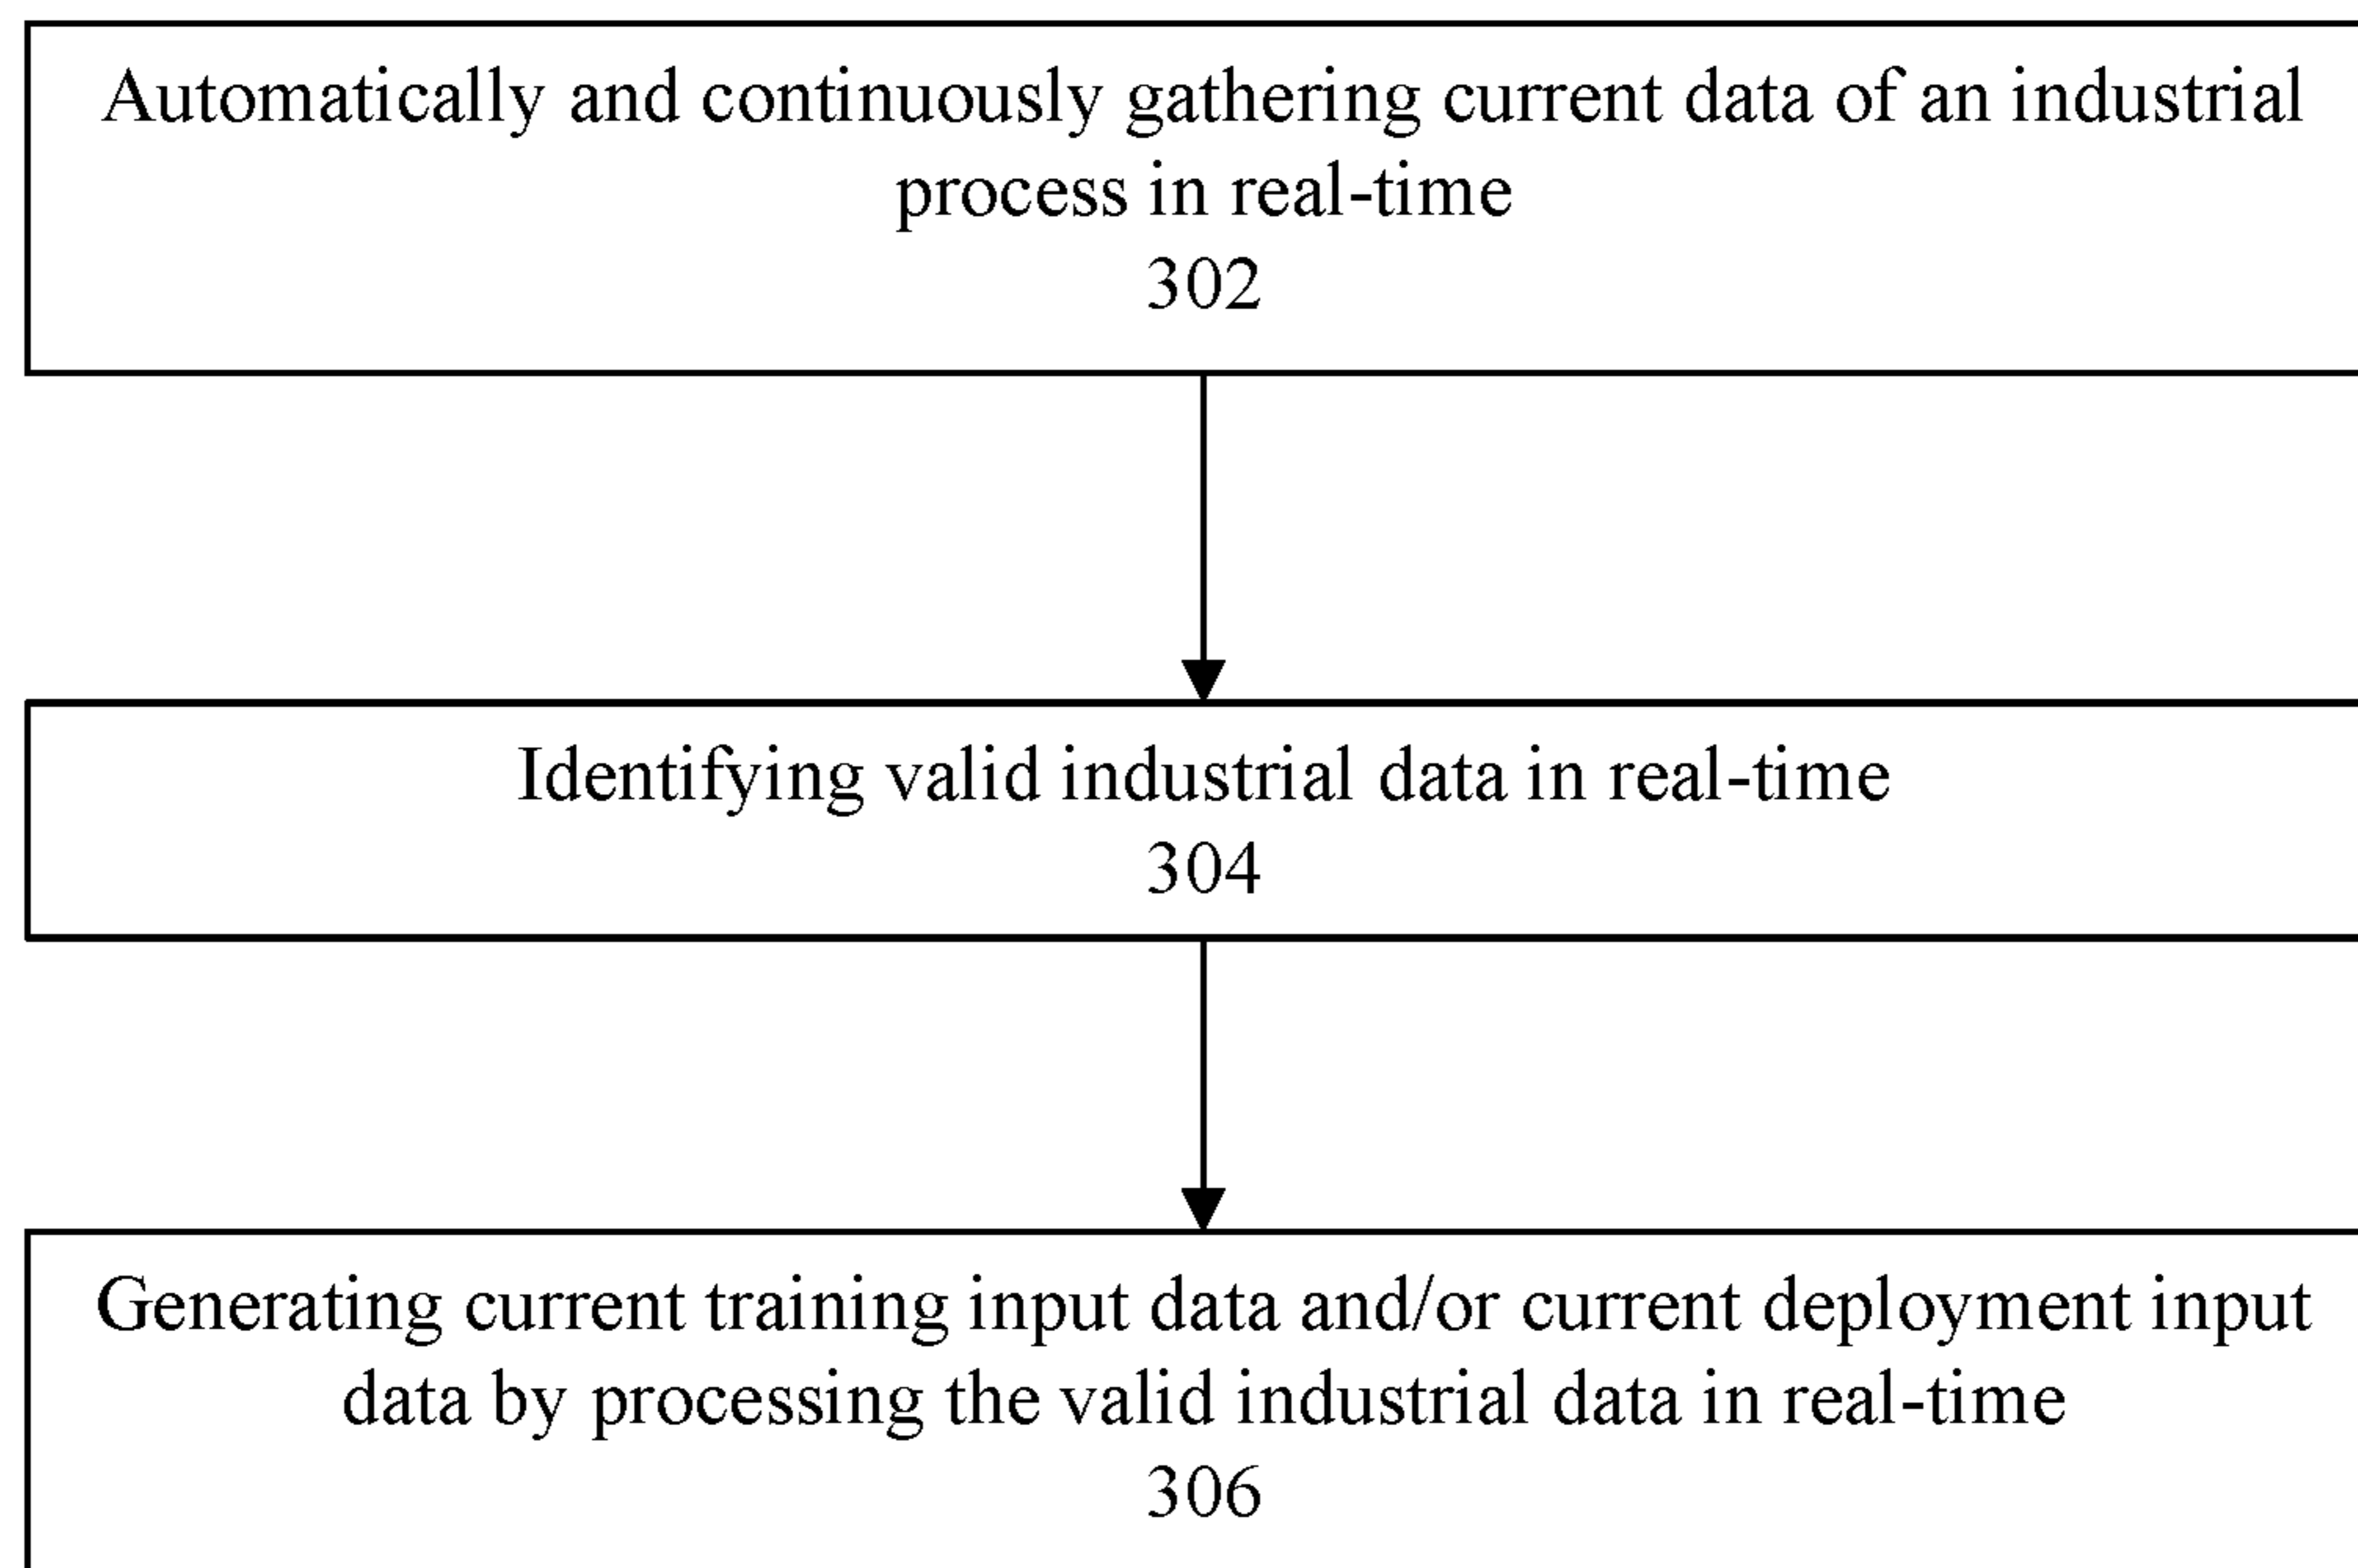 Automatically and continuously gathering current data of an industrial
process in real-time
302
Identifying valid industrial data in real-time
304
Generating current training input data and/or current deployment input
data by processing the valid industrial data in real-time
306